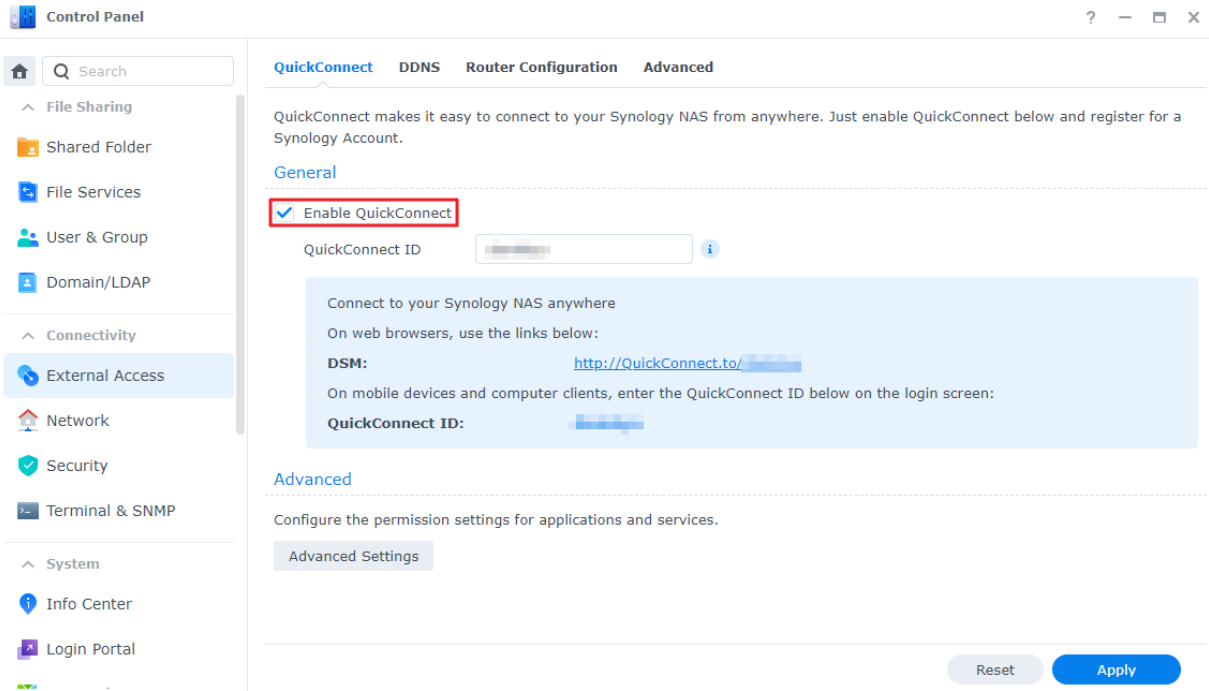 Control Panel
?
Search
File Sharing
Shared Folder
File Services
User & Group
Domain/LDAP
Connectivity
External Access
Network
Security
Terminal & SNMP
System
Info Center
Login Portal
QuickConnect DDNS Router Configuration Advanced
QuickConnect makes it easy to connect to your Synology NAS from anywhere. Just enable QuickConnect below and register for a
Synology Account.
General
Enable QuickConnect
QuickConnect ID
Connect to your Synology NAS anywhere
On web browsers, use the links below:
DSM: http://QuickConnect.to/
On mobile devices and computer clients, enter the QuickConnect ID below on the login screen:
QuickConnect ID:
Advanced
Configure the permission settings for applications and services.
Advanced Settings
Reset Apply